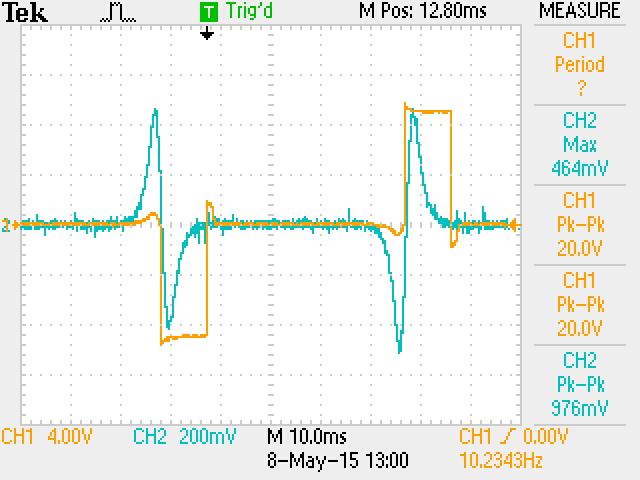 Tek T Trig'd M Pos: 12.80ms MEASURE
CH1
Period
?
CH2
Max
464mV
CH1
Pk-Pk
20.0V
CH1
Pk-Pk
20.0V
CH2
Pk-Pk
976mV
CH1 4.00V CH2 200mV M 10.0ms CH1 0.00V
8-May-15 13:00 10.2343Hz